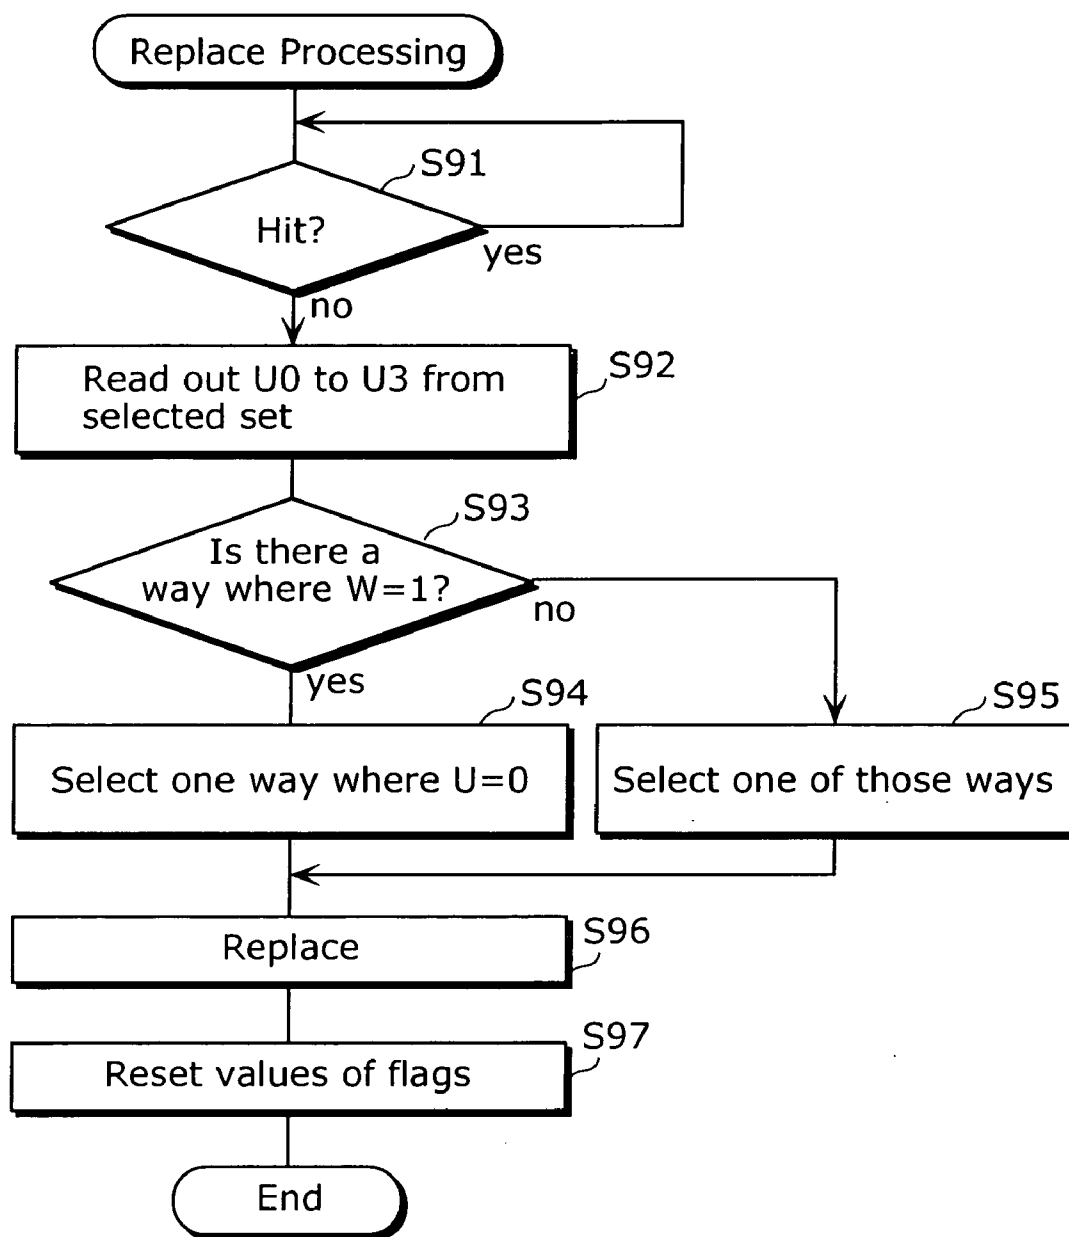 Replace Processing
S91
Hit?
yes
no
S92
Read out U0 to U3 from
selected set
S93
Is there a
way where W=1?
no
yes
S94
S95
Select one way where U=0
Select one of those ways
S96
Replace
S97
Reset values of flags
End